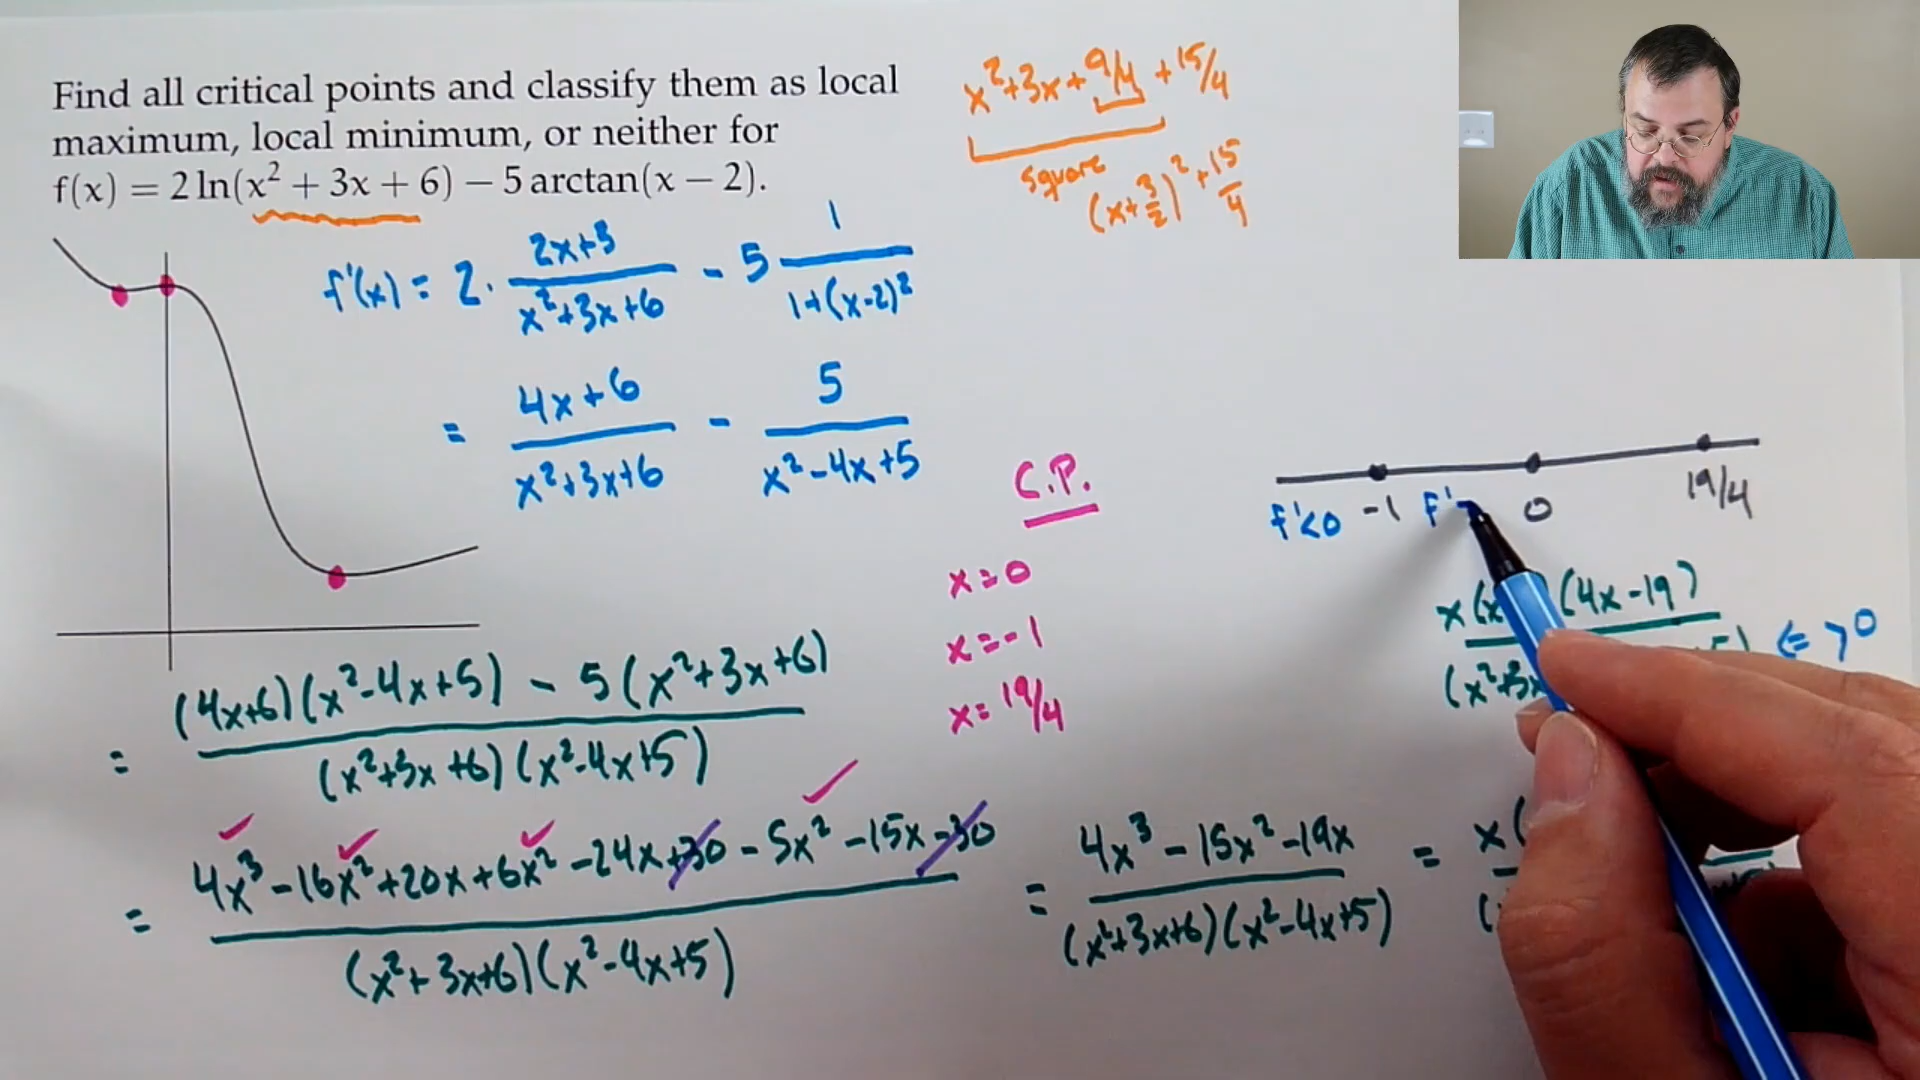 Find all critical points and classify them as local
maximum, local minimum, or neither for
f(x) = 2 ln(x² + 3x + 6) − 5 arctan(x − 2).
x²+3x+9/4 +15/4
square
(x+3/2)²+15/4
f'(x) = 2· (2x+3)/(x²+3x+6) - 5 1/(1+(x-2)²)
= (4x+6)/(x²+3x+6) - 5/(x²-4x+5)
= ((4x+6)(x²-4x+5) - 5(x²+3x+6))/((x²+3x+6)(x²-4x+5))
= (4x³-16x²+20x+6x²-24x+30-5x²-15x-30)/((x²+3x+6)(x²-4x+5))
= (4x³-15x²-19x)/((x²+3x+6)(x²-4x+5)) = x(
C.P.
x=0
x=-1
x=19/4
f'<0 -1 f' 0 19/4
x(x (4x-19)
(x²+3x 5) ⇐ >0